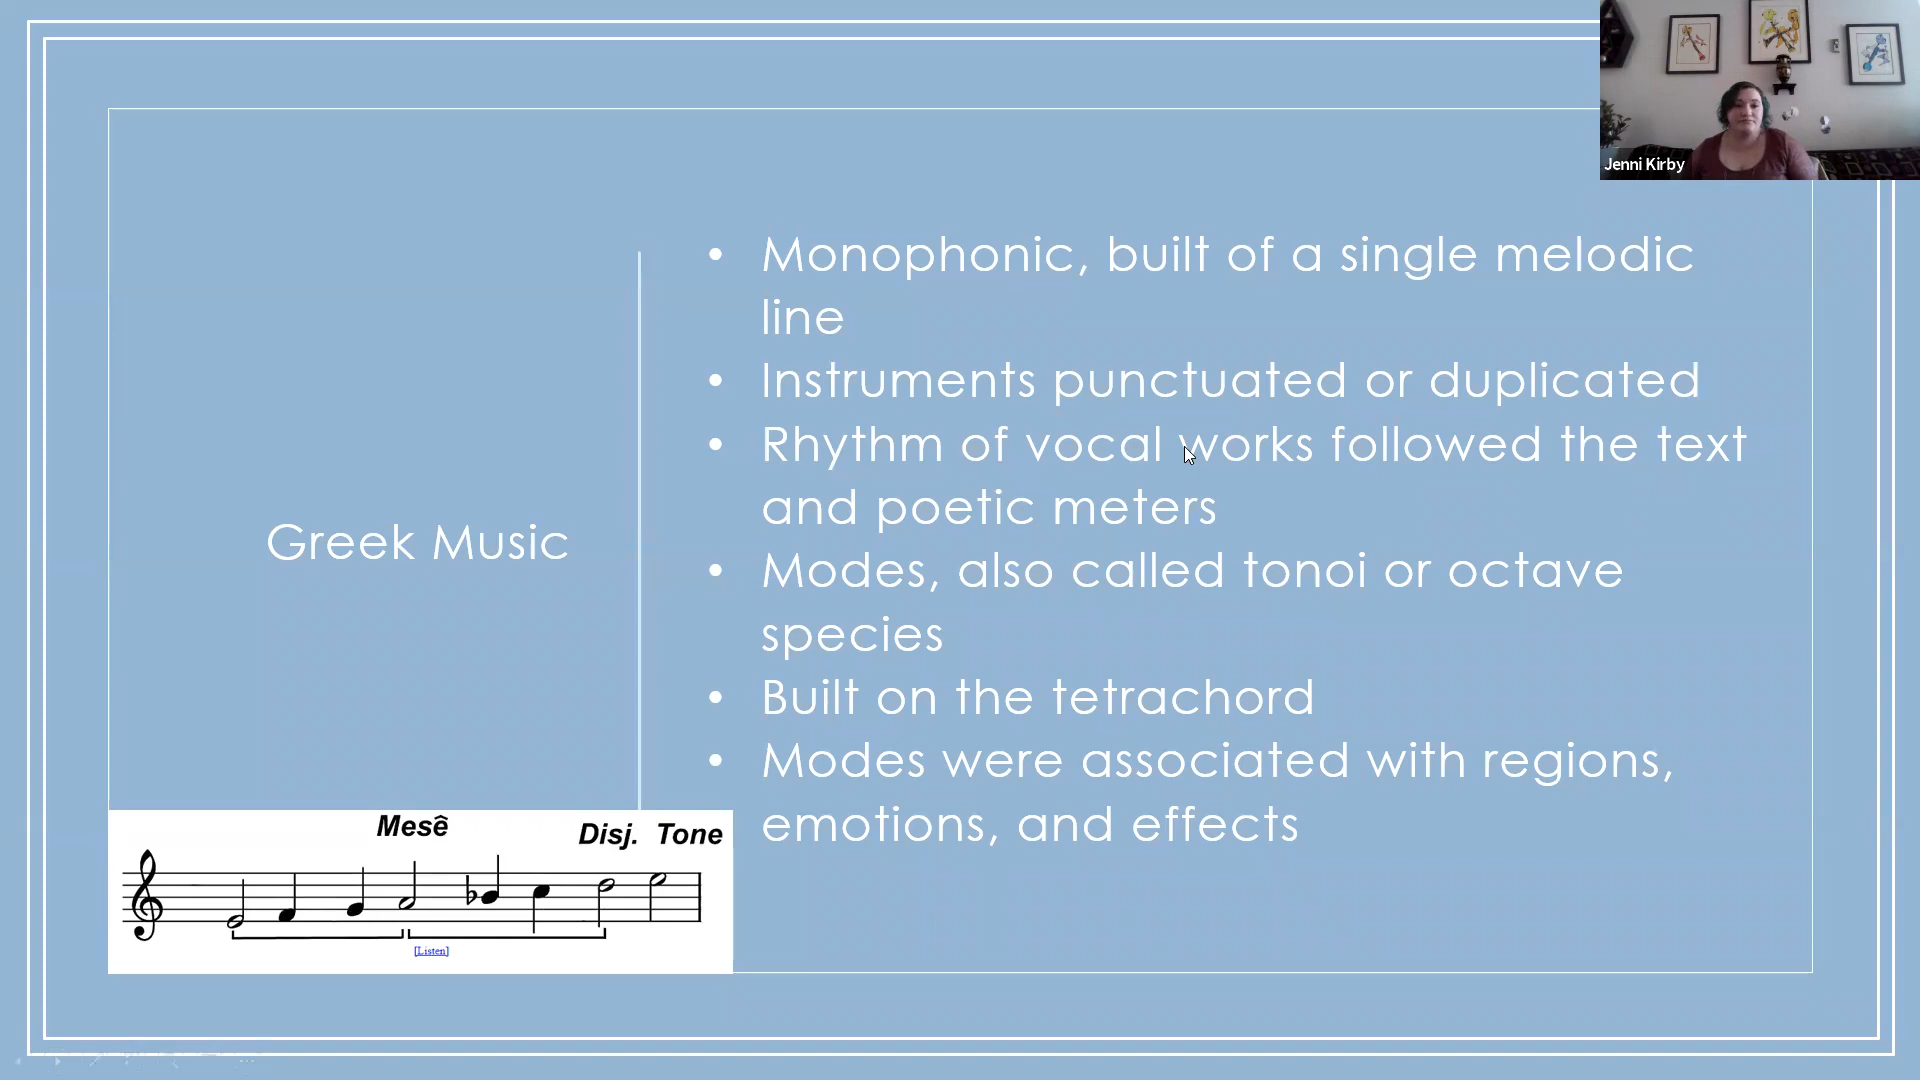 Jenni Kirby
Greek Music
• Monophonic, built of a single melodic
line
• Instruments punctuated or duplicated
• Rhythm of vocal works followed the text
and poetic meters
• Modes, also called tonoi or octave
species
• Built on the tetrachord
• Modes were associated with regions,
emotions, and effects
Mesê
Disj. Tone
[Listen]